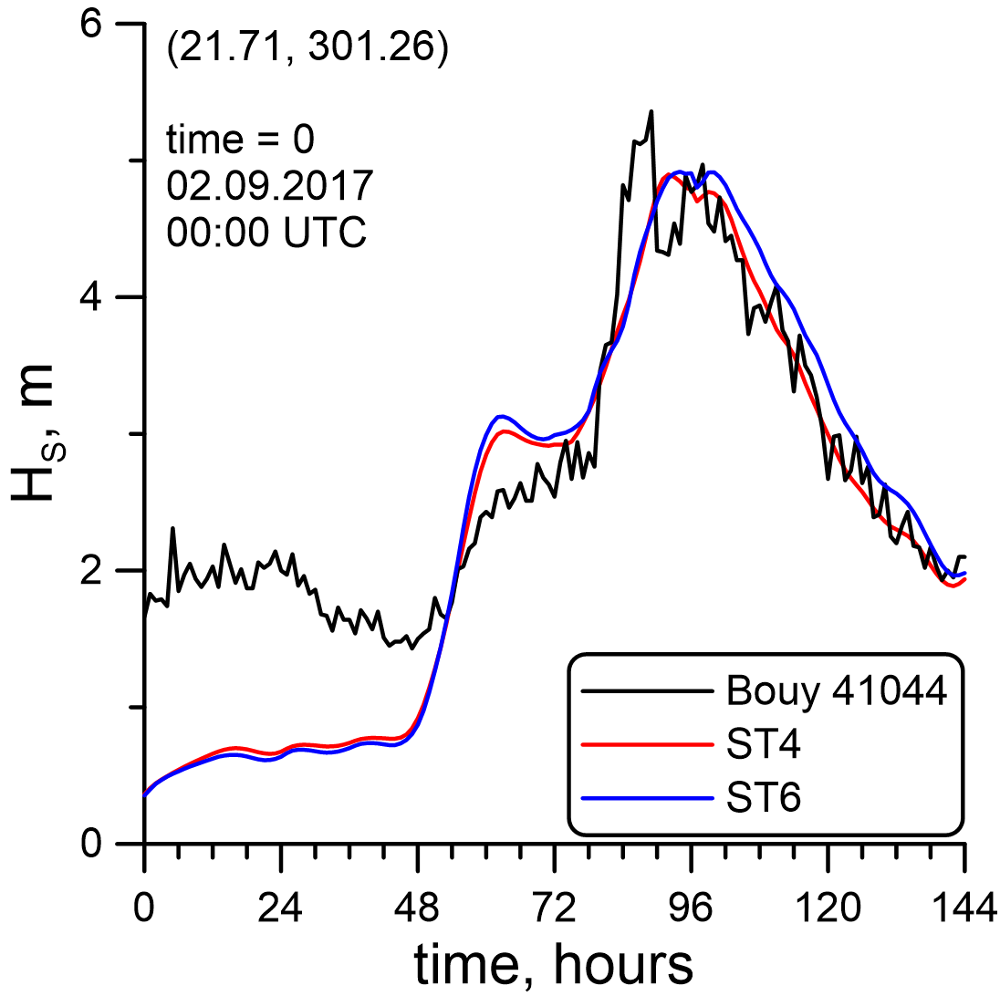 6
(21.71, 301.26)
time = 0
02.09.2017
00:00 UTC
4
HS, m
2
Bouy 41044
ST4
ST6
0
0 24 48 72 96 120 144
time, hours